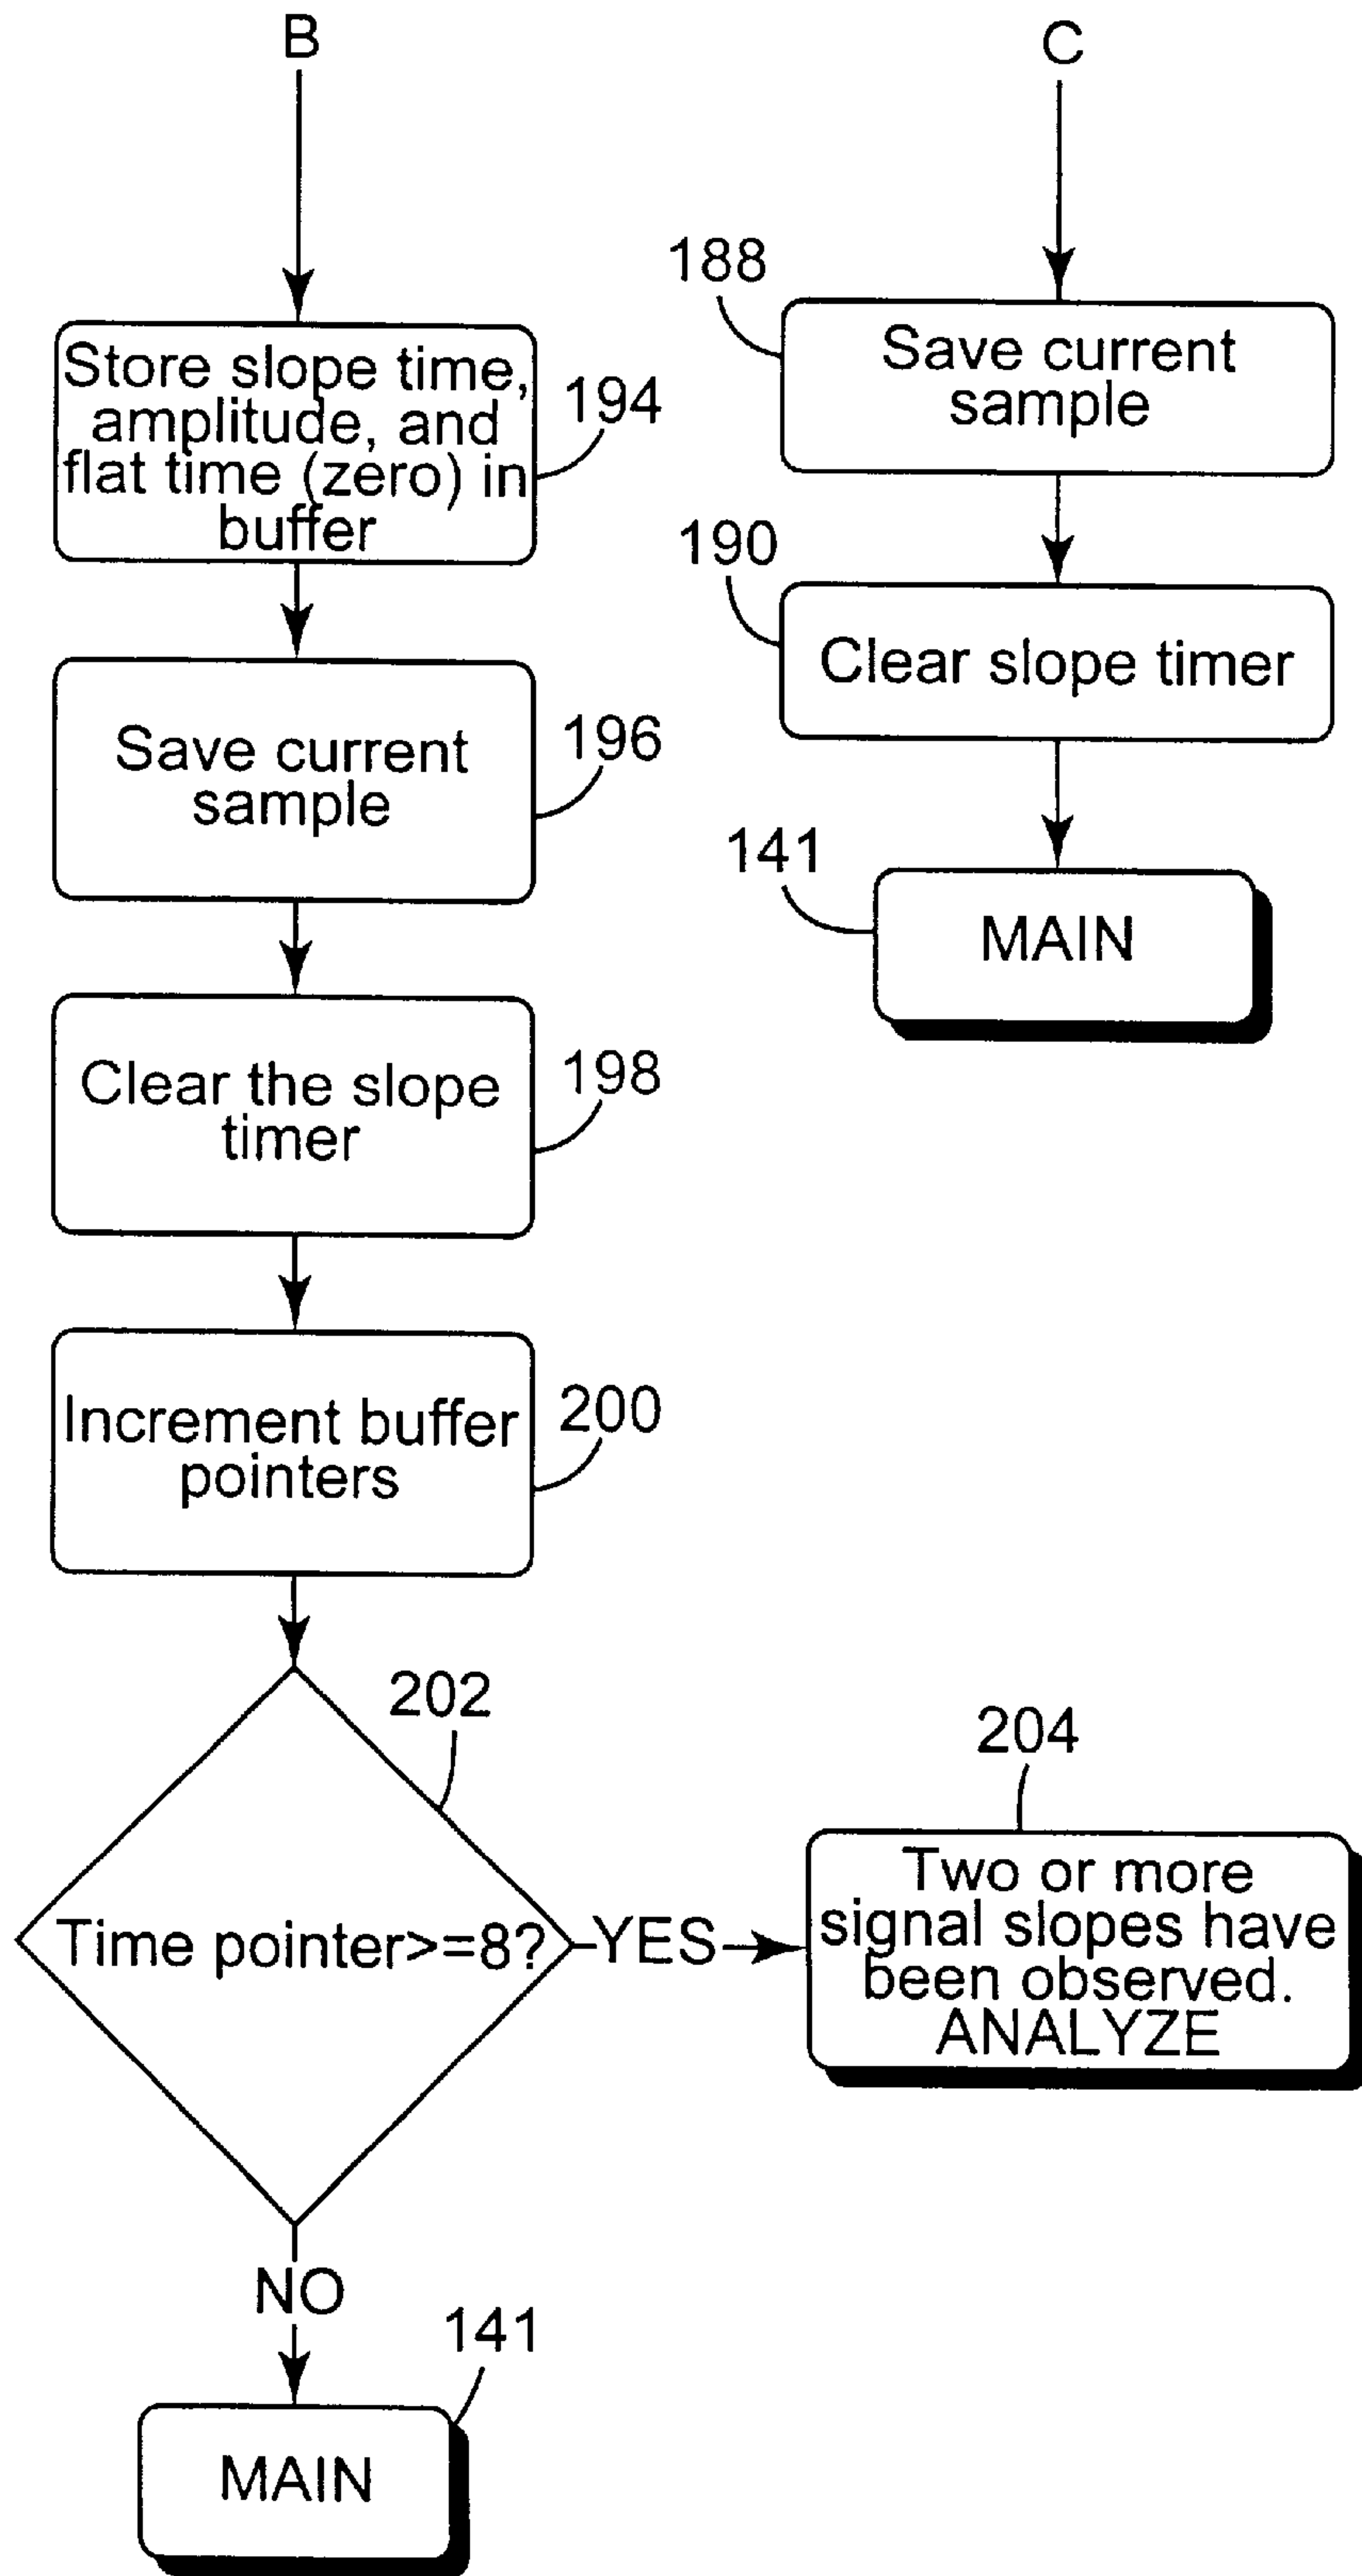 B
Store slope time,
amplitude, and
flat time (zero) in
buffer
194
Save current
sample
196
Clear the slope
timer
198
Increment buffer
pointers
200
202
Time pointer>=8?
YES
204
Two or more
signal slopes have
been observed.
ANALYZE
NO
141
MAIN
C
188
Save current
sample
190
Clear slope timer
141
MAIN